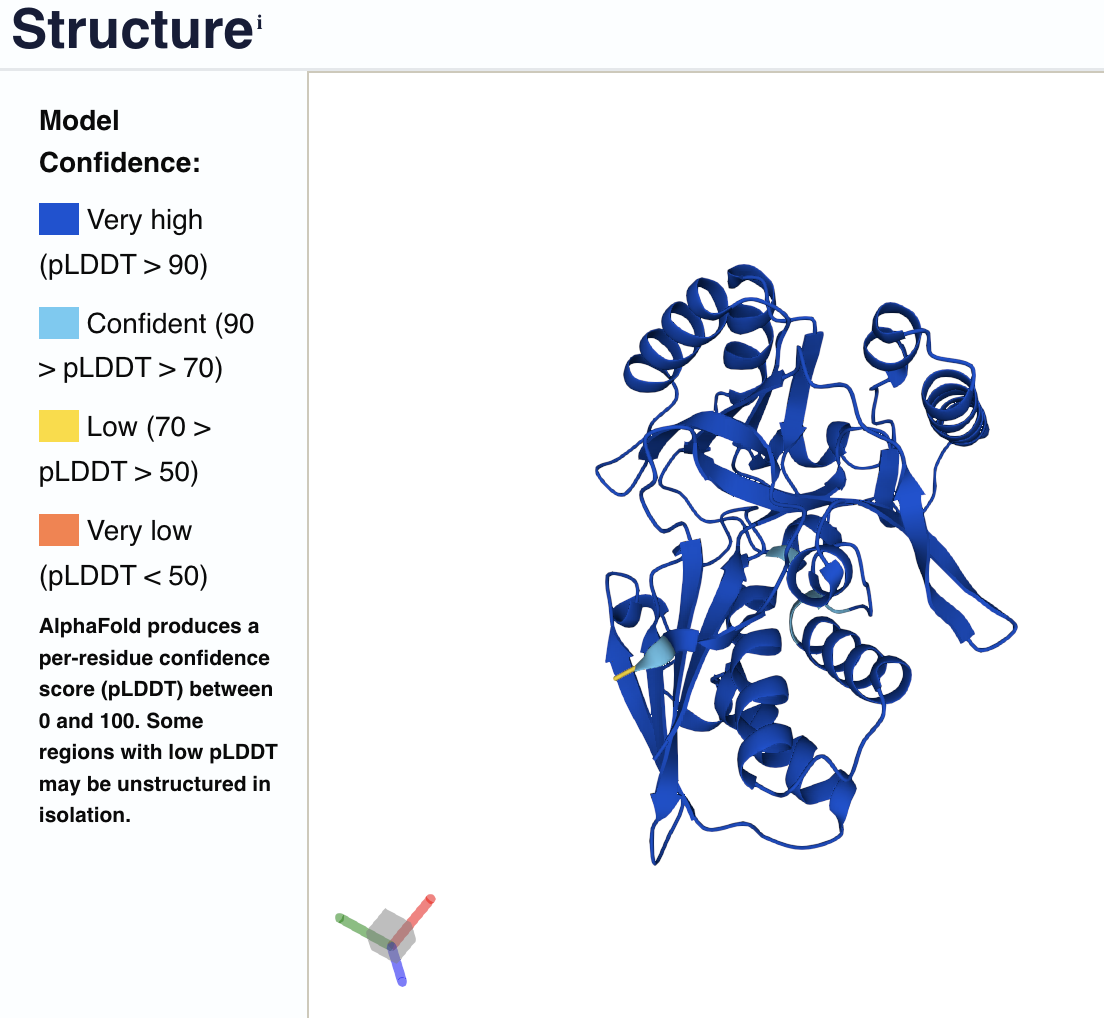 Structure i
Model
Confidence:
Very high
(pLDDT > 90)
Confident (90
> pLDDT > 70)
Low (70 >
pLDDT > 50)
Very low
(pLDDT < 50)
AlphaFold produces a
per-residue confidence
score (pLDDT) between
0 and 100. Some
regions with low pLDDT
may be unstructured in
isolation.